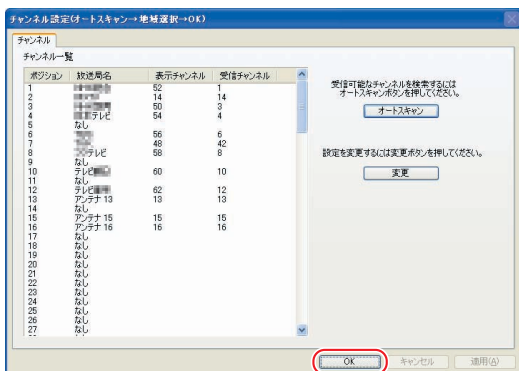 チャンネル設定(オートスキャン→地域選択→OK)
チャンネル
チャンネル一覧
ポジション 放送局名 表示チャンネル 受信チャンネル
1 52 1
2 14 14
3 50 3
4 テレビ 54 4
5 なし
6 56 6
7 48 42
8 テレビ 58 8
9 なし
10 テレビ 60 10
11 なし
12 テレビ 62 12
13 アンテナ 13 13 13
14 なし
15 アンテナ 15 15 15
16 アンテナ 16 16 16
17 なし
18 なし
19 なし
20 なし
21 なし
22 なし
23 なし
24 なし
25 なし
26 なし
27 なし
受信可能なチャンネルを検索するには
オートスキャンボタンを押してください。
オートスキャン
設定を変更するには変更ボタンを押してください。
変更
OK キャンセル 適用(A)